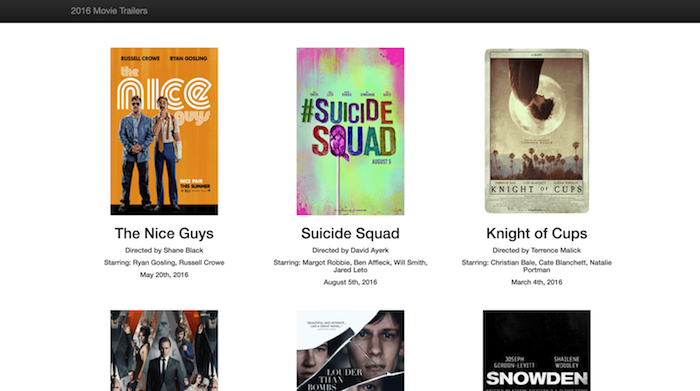 2016 Movie Trailers
RUSSELL CROWE RYAN GOSLING
the
nice
guys
NICE PAIR
THIS SUMMER
#SUICIDE
SQUAD
AUGUST 5
KNIGHT OF CUPS
The Nice Guys
Directed by Shane Black
Starring: Ryan Gosling, Russell Crowe
May 20th, 2016
Suicide Squad
Directed by David Ayerk
Starring: Margot Robbie, Ben Affleck, Will Smith,
Jared Leto
August 5th, 2016
Knight of Cups
Directed by Terrence Malick
Starring: Christian Bale, Cate Blanchett, Natalie
Portman
March 4th, 2016
LOUDER
THAN
BOMBS
JOSEPH SHAILENE
GORDON-LEVITT WOODLEY
SNOWDEN